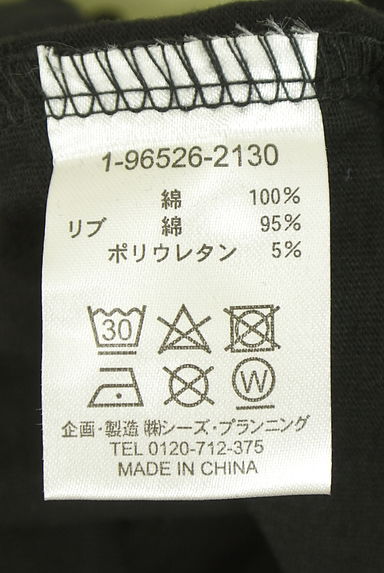 1-96526-2130
綿 100%
リブ 綿 95%
ポリウレタン 5%
30
W
企画・製造 ㈱シーズ・プランニング
TEL 0120-712-375
MADE IN CHINA